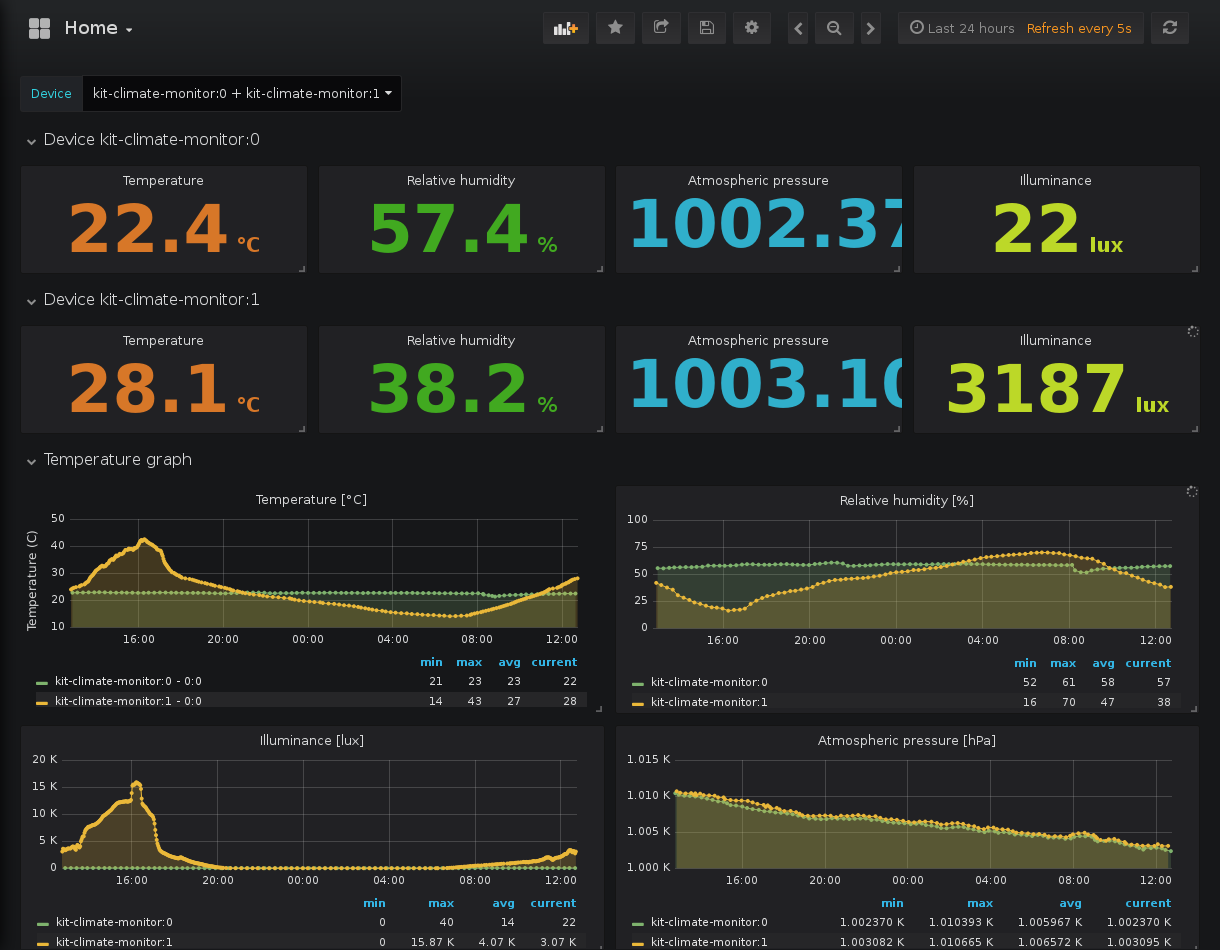 Home
Last 24 hours Refresh every 5s
Device kit-climate-monitor:0 + kit-climate-monitor:1
Device kit-climate-monitor:0
Temperature Relative humidity Atmospheric pressure Illuminance
22.4 °C 57.4 % 1002.37 22 lux
Device kit-climate-monitor:1
Temperature Relative humidity Atmospheric pressure Illuminance
28.1 °C 38.2 % 1003.10 3187 lux
Temperature graph
Temperature [°C]
Temperature (C)
50
40
30
20
10
16:00 20:00 00:00 04:00 08:00 12:00
min max avg current
kit-climate-monitor:0 - 0:0 21 23 23 22
kit-climate-monitor:1 - 0:0 14 43 27 28
Relative humidity [%]
100
75
50
25
0
16:00 20:00 00:00 04:00 08:00 12:00
min max avg current
kit-climate-monitor:0 52 61 58 57
kit-climate-monitor:1 16 70 47 38
Illuminance [lux]
20 K
15 K
10 K
5 K
0
16:00 20:00 00:00 04:00 08:00 12:00
min max avg current
kit-climate-monitor:0 0 40 14 22
kit-climate-monitor:1 0 15.87 K 4.07 K 3.07 K
Atmospheric pressure [hPa]
1.015 K
1.010 K
1.005 K
1.000 K
16:00 20:00 00:00 04:00 08:00 12:00
min max avg current
kit-climate-monitor:0 1.002370 K 1.010393 K 1.005967 K 1.002370 K
kit-climate-monitor:1 1.003082 K 1.010665 K 1.006572 K 1.003095 K